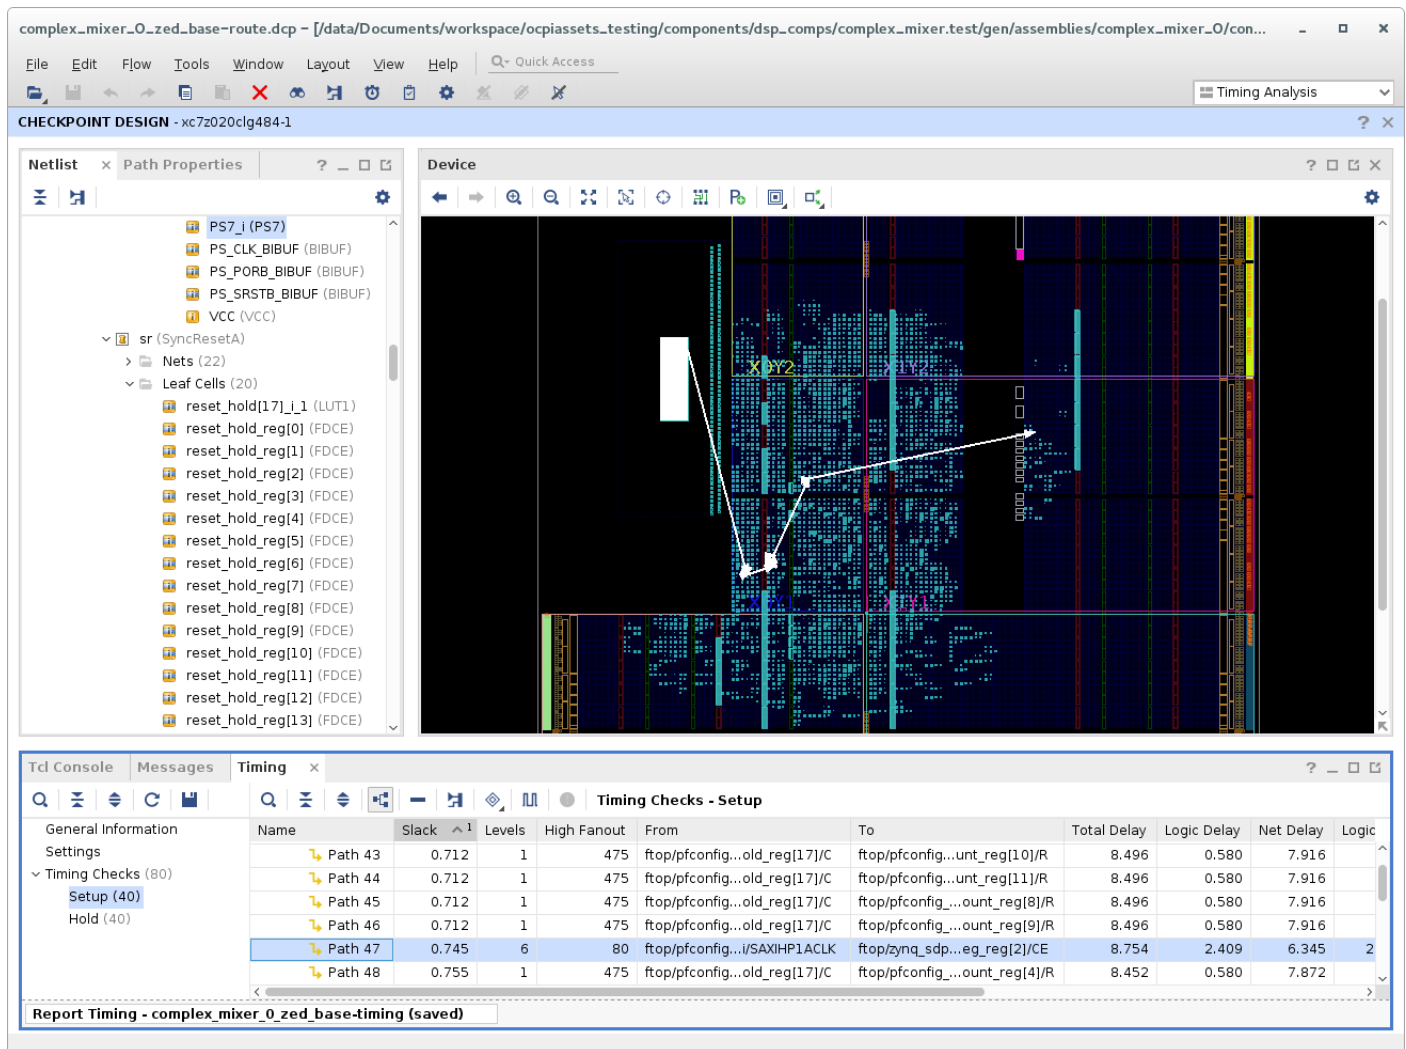 complex_mixer_0_zed_base-route.dcp – [/data/Documents/workspace/ocpiassets_testing/components/dsp_comps/complex_mixer.test/gen/assemblies/complex_mixer_0/con...
File Edit Flow Tools Window Layout View Help Quick Access
Timing Analysis
CHECKPOINT DESIGN - xc7z020clg484-1
Netlist Path Properties
PS7_i (PS7)
PS_CLK_BIBUF (BIBUF)
PS_PORB_BIBUF (BIBUF)
PS_SRSTB_BIBUF (BIBUF)
VCC (VCC)
sr (SyncResetA)
Nets (22)
Leaf Cells (20)
reset_hold[17]_i_1 (LUT1)
reset_hold_reg[0] (FDCE)
reset_hold_reg[1] (FDCE)
reset_hold_reg[2] (FDCE)
reset_hold_reg[3] (FDCE)
reset_hold_reg[4] (FDCE)
reset_hold_reg[5] (FDCE)
reset_hold_reg[6] (FDCE)
reset_hold_reg[7] (FDCE)
reset_hold_reg[8] (FDCE)
reset_hold_reg[9] (FDCE)
reset_hold_reg[10] (FDCE)
reset_hold_reg[11] (FDCE)
reset_hold_reg[12] (FDCE)
reset_hold_reg[13] (FDCE)
Device
X0Y2 X1Y2
X0Y1 X1Y1
Tcl Console Messages Timing
Timing Checks - Setup
General Information
Settings
Timing Checks (80)
Setup (40)
Hold (40)
Name Slack 1 Levels High Fanout From To Total Delay Logic Delay Net Delay Logic
Path 43 0.712 1 475 ftop/pfconfig...old_reg[17]/C ftop/pfconfig...unt_reg[10]/R 8.496 0.580 7.916
Path 44 0.712 1 475 ftop/pfconfig...old_reg[17]/C ftop/pfconfig...unt_reg[11]/R 8.496 0.580 7.916
Path 45 0.712 1 475 ftop/pfconfig...old_reg[17]/C ftop/pfconfig...ount_reg[8]/R 8.496 0.580 7.916
Path 46 0.712 1 475 ftop/pfconfig...old_reg[17]/C ftop/pfconfig...ount_reg[9]/R 8.496 0.580 7.916
Path 47 0.745 6 80 ftop/pfconfig...i/SAXIHP1ACLK ftop/zynq_sdp...eg_reg[2]/CE 8.754 2.409 6.345 2
Path 48 0.755 1 475 ftop/pfconfig...old_reg[17]/C ftop/pfconfig...ount_reg[4]/R 8.452 0.580 7.872
Report Timing - complex_mixer_0_zed_base-timing (saved)